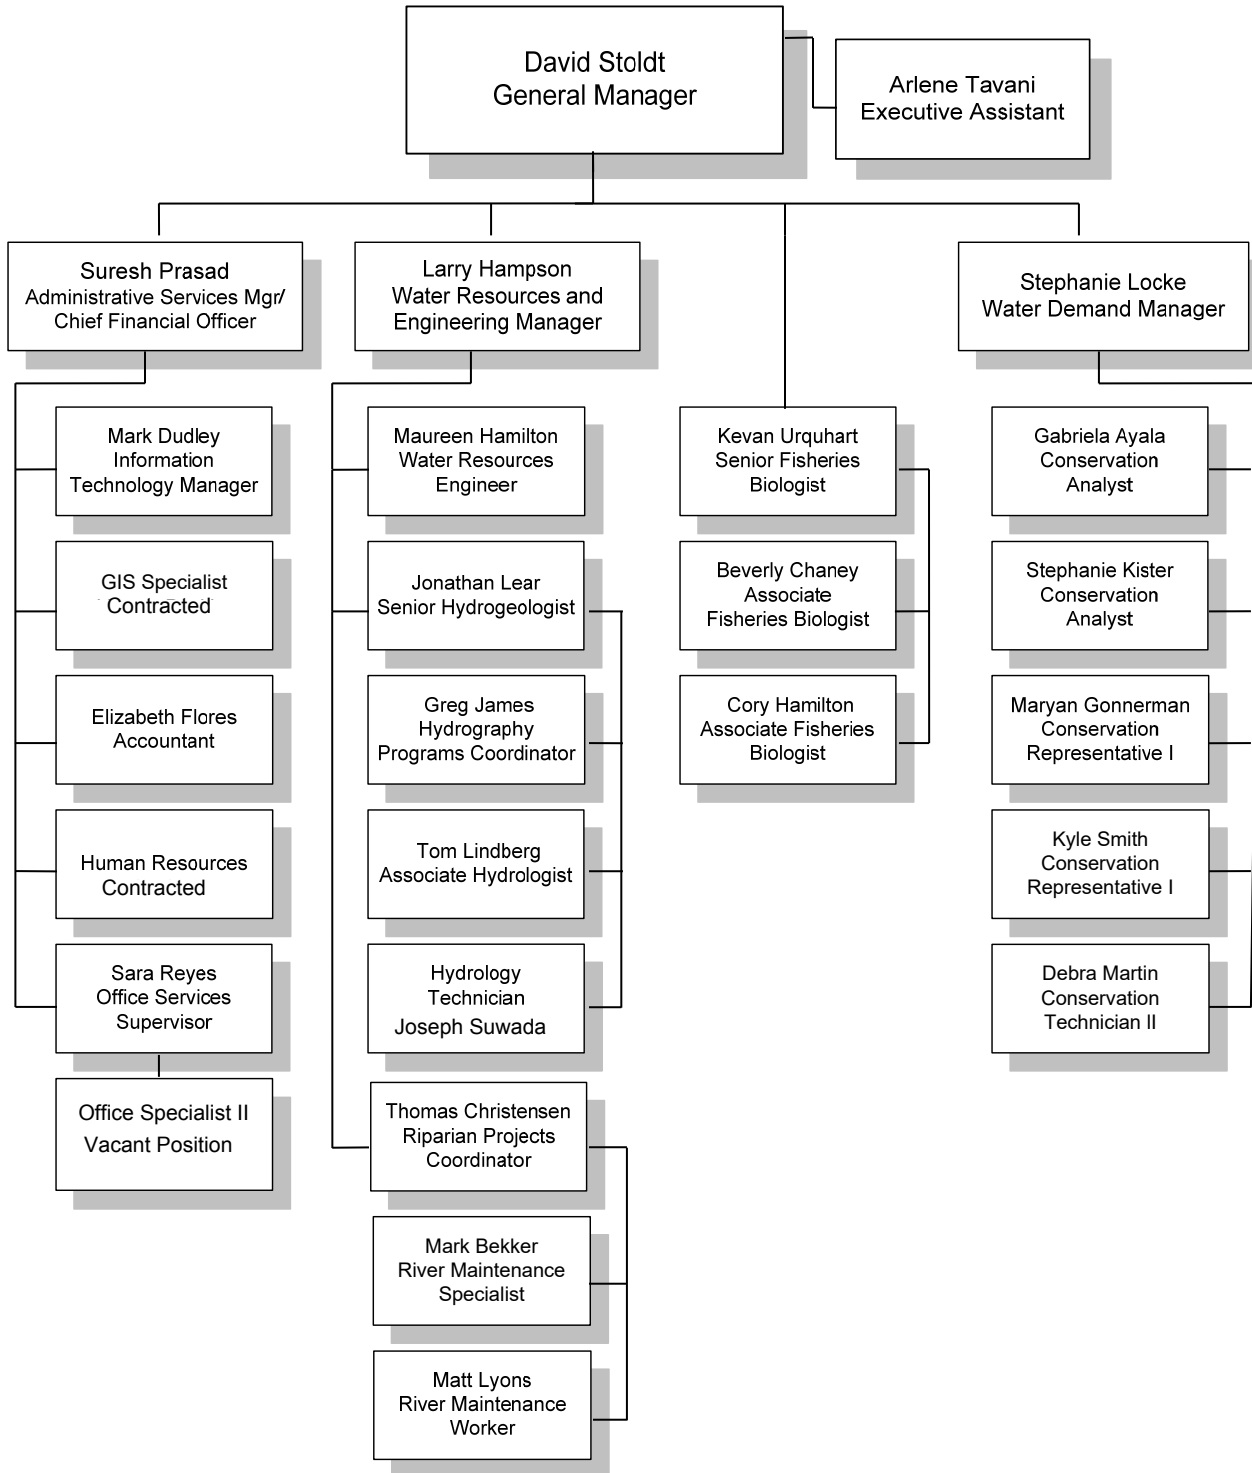 David Stoldt
General Manager
Arlene Tavani
Executive Assistant
Suresh Prasad
Administrative Services Mgr/
Chief Financial Officer
Larry Hampson
Water Resources and
Engineering Manager
Stephanie Locke
Water Demand Manager
Mark Dudley
Information
Technology Manager
GIS Specialist
Contracted
Elizabeth Flores
Accountant
Human Resources
Contracted
Sara Reyes
Office Services
Supervisor
Office Specialist II
Vacant Position
Maureen Hamilton
Water Resources
Engineer
Jonathan Lear
Senior Hydrogeologist
Greg James
Hydrography
Programs Coordinator
Tom Lindberg
Associate Hydrologist
Hydrology
Technician
Joseph Suwada
Thomas Christensen
Riparian Projects
Coordinator
Mark Bekker
River Maintenance
Specialist
Matt Lyons
River Maintenance
Worker
Kevan Urquhart
Senior Fisheries
Biologist
Beverly Chaney
Associate
Fisheries Biologist
Cory Hamilton
Associate Fisheries
Biologist
Gabriela Ayala
Conservation
Analyst
Stephanie Kister
Conservation
Analyst
Maryan Gonnerman
Conservation
Representative I
Kyle Smith
Conservation
Representative I
Debra Martin
Conservation
Technician II